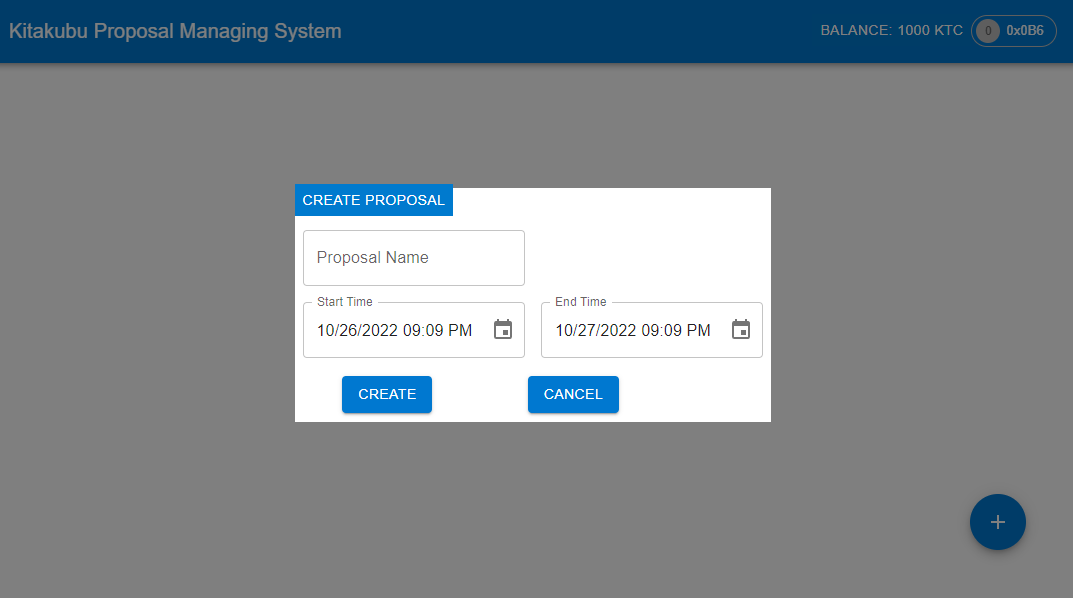 Kitakubu Proposal Managing System
BALANCE: 1000 KTC
0 0x0B6
CREATE PROPOSAL
Proposal Name
Start Time
10/26/2022 09:09 PM
End Time
10/27/2022 09:09 PM
CREATE
CANCEL
+